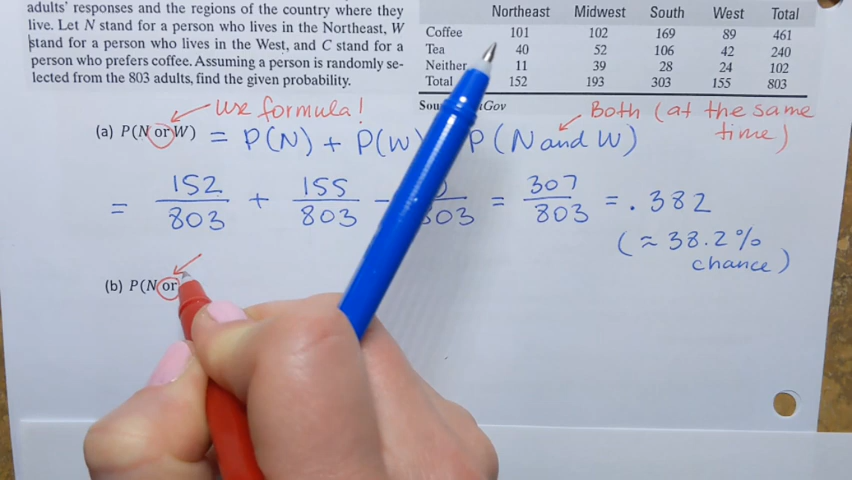 adults' responses and the regions of the country where they
live. Let N stand for a person who lives in the Northeast, W
stand for a person who lives in the West, and C stand for a
person who prefers coffee. Assuming a person is randomly se-
lected from the 803 adults, find the given probability.
Northeast Midwest South West Total
Coffee 101 102 169 89 461
Tea 40 52 106 42 240
Neither 11 39 28 24 102
Total 152 193 303 155 803
Gov
use formula!
Both (at the same
time)
(a) P(N or W) = P(N) + P(W) P(N and W)
= 152/803 + 155/803 - 803 = 307/803 = .382
(≈ 38.2%
chance)
(b) P(N or